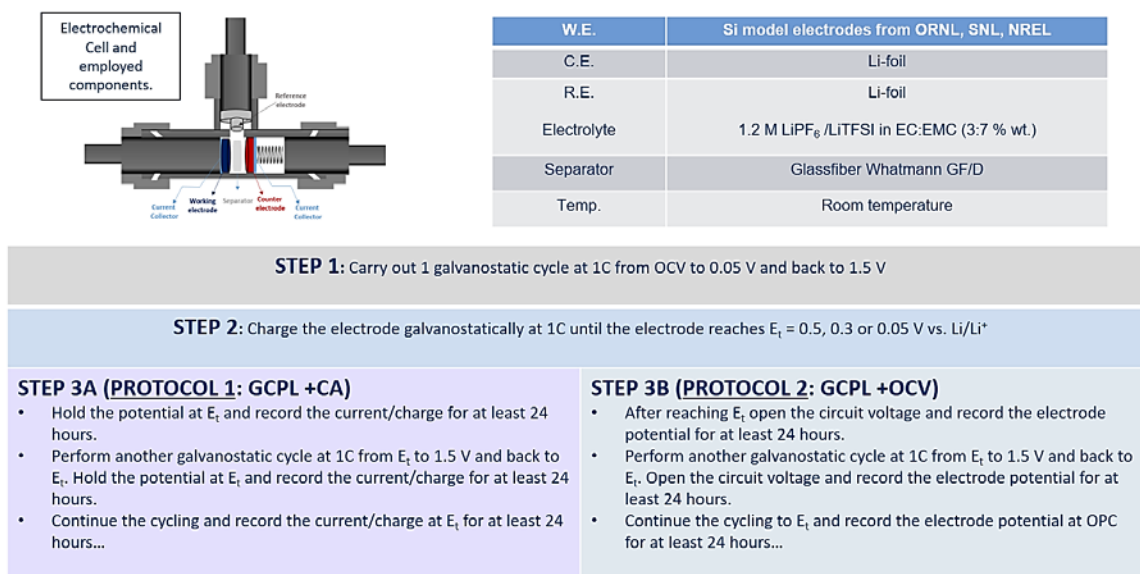 Electrochemical
Cell and
employed
components.
Reference
electrode
Current
Collector
Working
electrode
Separator
Counter
electrode
Current
Collector
W.E. Si model electrodes from ORNL, SNL, NREL
C.E. Li-foil
R.E. Li-foil
Electrolyte 1.2 M LiPF₆ /LiTFSI in EC:EMC (3:7 % wt.)
Separator Glassfiber Whatmann GF/D
Temp. Room temperature
STEP 1: Carry out 1 galvanostatic cycle at 1C from OCV to 0.05 V and back to 1.5 V
STEP 2: Charge the electrode galvanostatically at 1C until the electrode reaches Eₜ = 0.5, 0.3 or 0.05 V vs. Li/Li⁺
STEP 3A (PROTOCOL 1: GCPL +CA)
• Hold the potential at Eₜ and record the current/charge for at least 24
hours.
• Perform another galvanostatic cycle at 1C from Eₜ to 1.5 V and back to
Eₜ. Hold the potential at Eₜ and record the current/charge for at least 24
hours.
• Continue the cycling and record the current/charge at Eₜ for at least 24
hours...
STEP 3B (PROTOCOL 2: GCPL +OCV)
• After reaching Eₜ open the circuit voltage and record the electrode
potential for at least 24 hours.
• Perform another galvanostatic cycle at 1C from Eₜ to 1.5 V and back to
Eₜ. Open the circuit voltage and record the electrode potential for at
least 24 hours.
• Continue the cycling to Eₜ and record the electrode potential at OPC
for at least 24 hours...